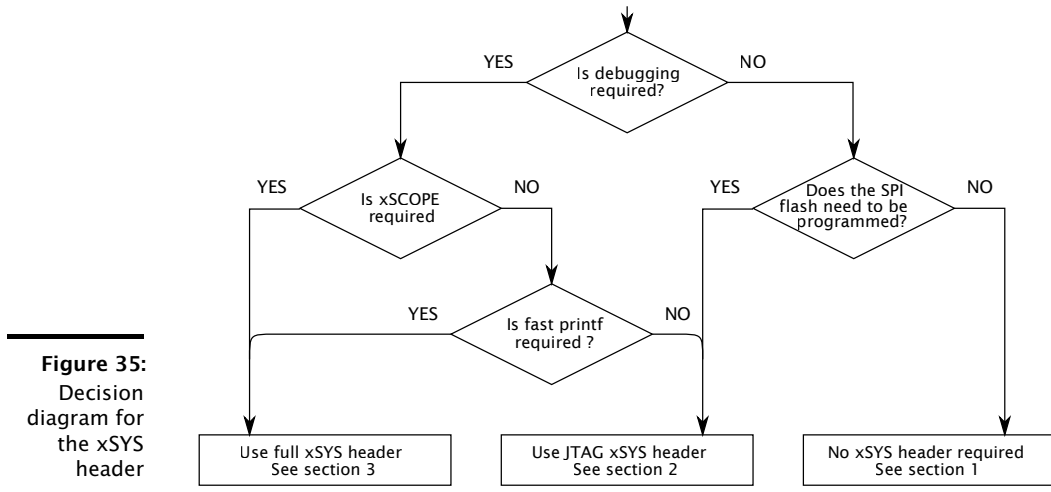 Is debugging
required?
YES
NO
Is xSCOPE
required
YES
NO
Does the SPI
flash need to be
programmed?
YES
NO
Is fast printf
required ?
YES
NO
Use full xSYS header
See section 3
Use JTAG xSYS header
See section 2
No xSYS header required
See section 1
Figure 35:
Decision
diagram for
the xSYS
header